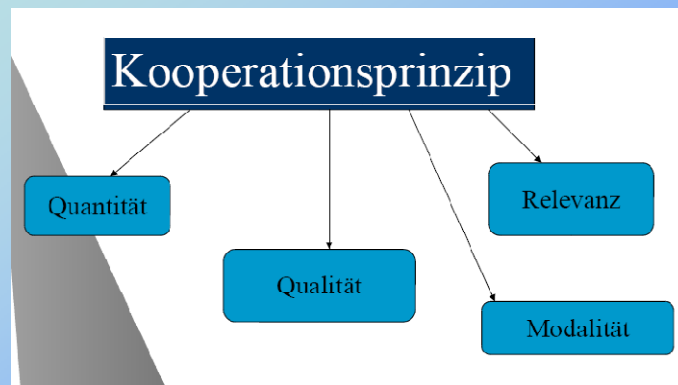 Kooperationsprinzip
Quantität
Relevanz
Qualität
Modalität